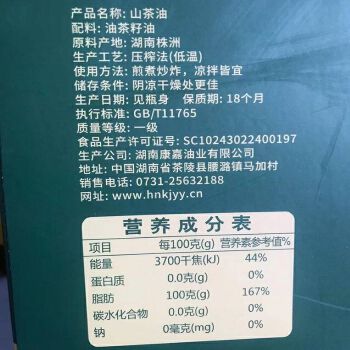 产品名称: 山茶油
配料: 油茶籽油
原料产地: 湖南株洲
生产工艺: 压榨法(低温)
使用方法: 煎煮炒炸，凉拌皆宜
储存条件: 阴凉干燥处更佳
生产日期: 见瓶身 保质期: 18个月
执行标准: GB/T11765
质量等级: 一级
食品生产许可证号: SC10243022400197
生产公司: 湖南康嘉油业有限公司
地址: 中国湖南省茶陵县腰潞镇马加村
销售电话: 0731-25632188
网址: www.hnkjyy.cn
营养成分表
项目 每100克(g) 营养素参考值%
能量 3700千焦(kJ) 44%
蛋白质 0.0克(g) 0%
脂肪 100克(g) 167%
碳水化合物 0.0克(g) 0%
钠 0毫克(mg) 0%